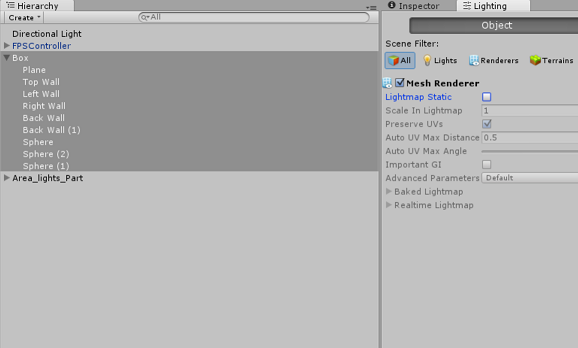 Hierarchy
Create
All
Directional Light
FPSController
Box
Plane
Top Wall
Left Wall
Right Wall
Back Wall
Back Wall (1)
Sphere
Sphere (2)
Sphere (1)
Area_lights_Part
Inspector
Lighting
Object
Scene Filter:
All
Lights
Renderers
Terrains
Mesh Renderer
Lightmap Static
Scale In Lightmap 1
Preserve UVs
Auto UV Max Distance 0.5
Auto UV Max Angle
Important GI
Advanced Parameters Default
Baked Lightmap
Realtime Lightmap